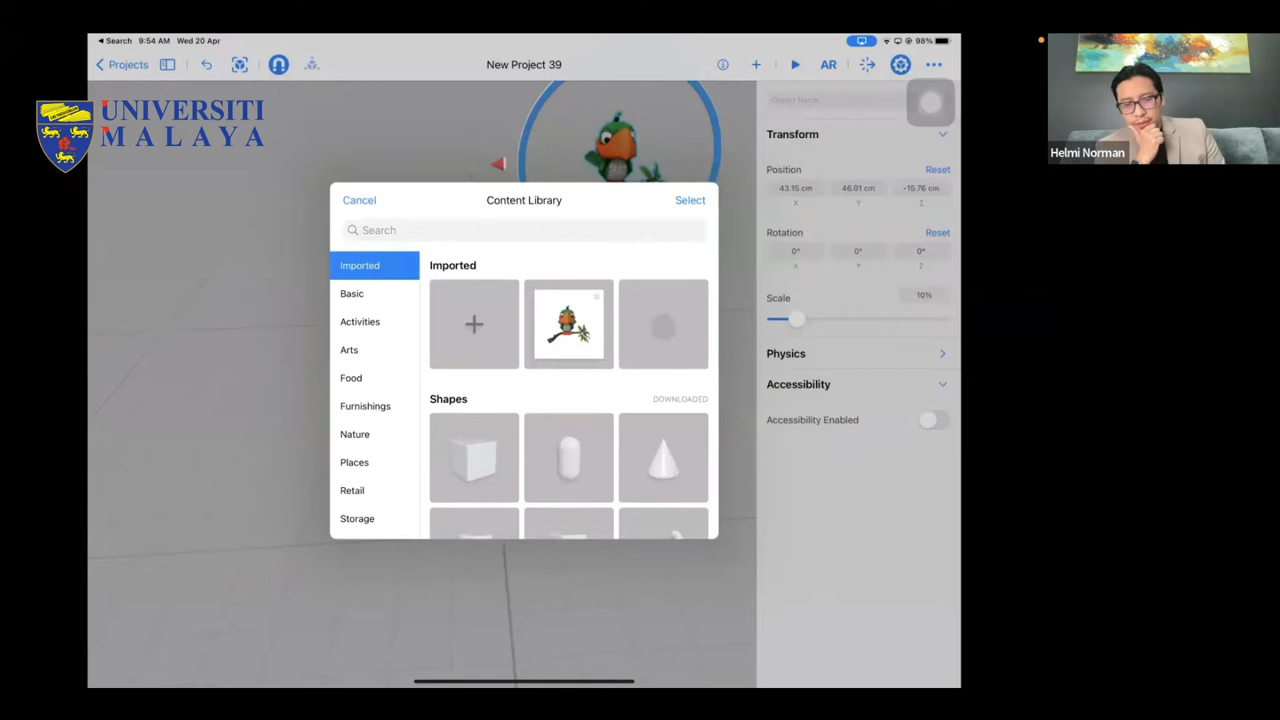 Search 9:54 AM Wed 20 Apr 98%
Projects New Project 39 AR
UNIVERSITI
MALAYA
Object Name
Transform
Position Reset
43.15 cm 46.01 cm -15.76 cm
X Y Z
Rotation Reset
0° 0° 0°
X Y Z
Scale 10%
Physics
Accessibility
Accessibility Enabled
Cancel Content Library Select
Search
Imported
Basic
Activities
Arts
Food
Furnishings
Nature
Places
Retail
Storage
Imported
Shapes DOWNLOADED
Helmi Norman